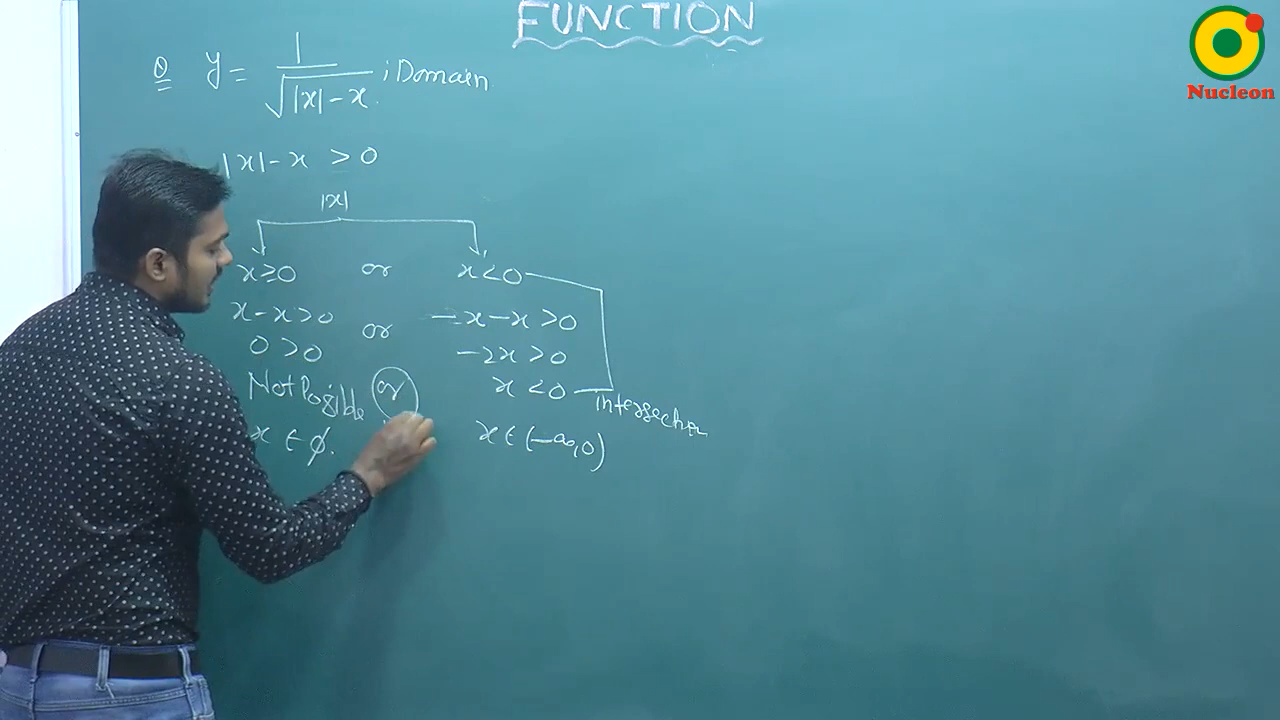 FUNCTION
Nucleon
Q y = 1/√(|x|-x) ; Domain
|x|-x > 0
|x|
x≥0 or x<0
x-x>0 or -x-x>0
0>0 -2x>0
Not Possible or x<0 intersection
x ∈ φ. x ∈ (-∞,0)